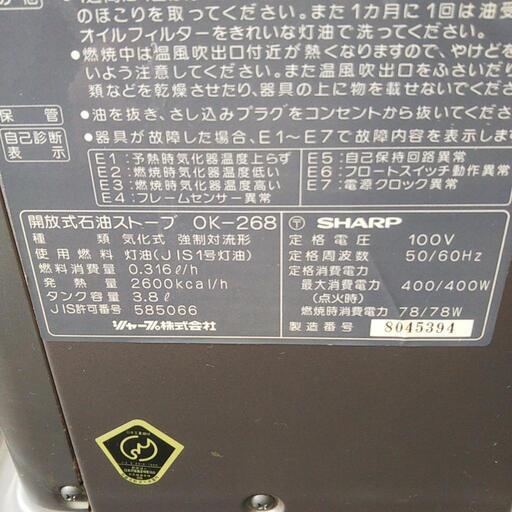 のほこりを取ってください。また1カ月に1回は油受
オイルフィルターをきれいな灯油で洗ってください。
●燃焼中は温風吹出口付近が熱くなりますので、やけどを
注意してください。また温風吹出口をふさいだり
類などを乾燥させたり、器具の上に物を載せないでくだ
保管
●油を抜き、さし込みプラグをコンセントから抜いてくださ
自己診断表示
●器具が故障した場合、E1~E7で故障内容を表示しま
E1:予熱時気化器温度上らず
E2:燃焼時気化器温度低い
E3:燃焼時気化器温度高い
E4:フレームセンサー異常
E5:自己保持回路異常
E6:フロートスイッチ動作異常
E7:電源クロック異常
開放式石油ストーブ OK-268
種類 気化式 強制対流形
使用燃料 灯油(JIS1号灯油)
燃料消費量 0.316ℓ/h
発熱量 2600kcal/h
タンク容量 3.8ℓ
JIS許可番号 585066
シャープ株式会社
〒 SHARP
定格電圧 100V
定格周波数 50/60Hz
定格消費電力
最大消費電力 400/400W
(点火時)
燃焼時消費電力 78/78W
製造番号 8045394